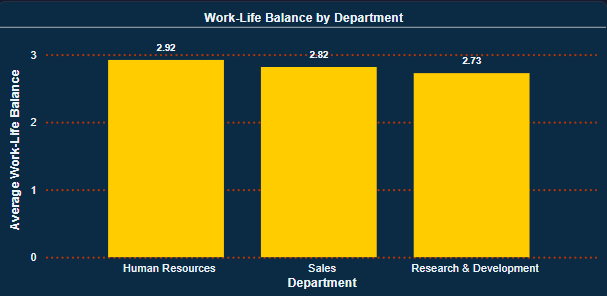 Work-Life Balance by Department
Average Work-Life Balance
3
2
1
0
2.92
2.82
2.73
Human Resources
Sales
Research & Development
Department